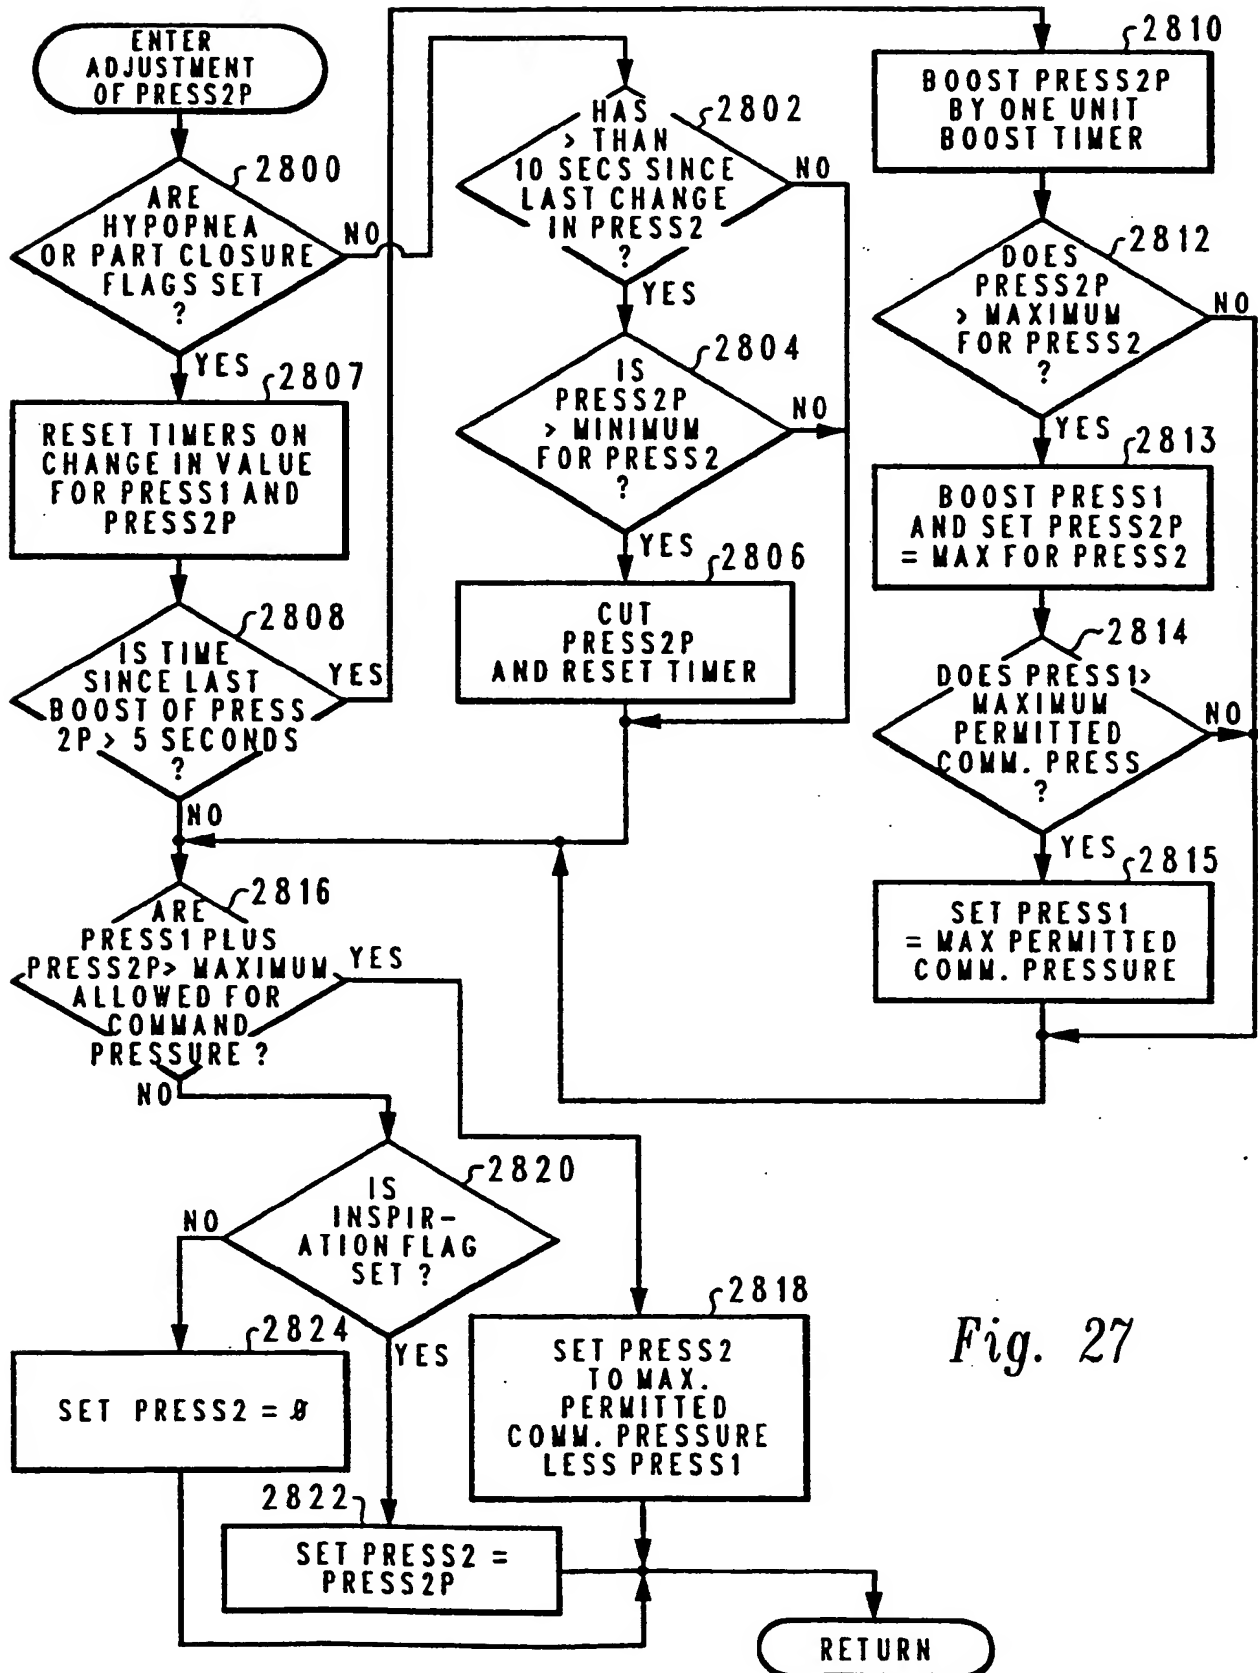 ENTER
ADJUSTMENT
OF PRESS2P
2800
ARE
HYPOPNEA
OR PART CLOSURE
FLAGS SET
?
NO
YES
2807
RESET TIMERS ON
CHANGE IN VALUE
FOR PRESS1 AND
PRESS2P
2808
IS TIME
SINCE LAST
BOOST OF PRESS
2P > 5 SECONDS
?
YES
NO
2802
HAS
> THAN
10 SECS SINCE
LAST CHANGE
IN PRESS2
?
NO
YES
2804
IS
PRESS2P
> MINIMUM
FOR PRESS2
?
NO
YES
2806
CUT
PRESS2P
AND RESET TIMER
2810
BOOST PRESS2P
BY ONE UNIT
BOOST TIMER
2812
DOES
PRESS2P
> MAXIMUM
FOR PRESS2
?
NO
YES
2813
BOOST PRESS1
AND SET PRESS2P
= MAX FOR PRESS2
2814
DOES PRESS1>
MAXIMUM
PERMITTED
COMM. PRESS
?
NO
YES
2815
SET PRESS1
= MAX PERMITTED
COMM. PRESSURE
2816
ARE
PRESS1 PLUS
PRESS2P> MAXIMUM
ALLOWED FOR
COMMAND
PRESSURE ?
YES
NO
2820
IS
INSPIR-
ATION FLAG
SET ?
NO
YES
2824
SET PRESS2 = 0
2822
SET PRESS2 =
PRESS2P
2818
SET PRESS2
TO MAX.
PERMITTED
COMM. PRESSURE
LESS PRESS1
RETURN
Fig. 27